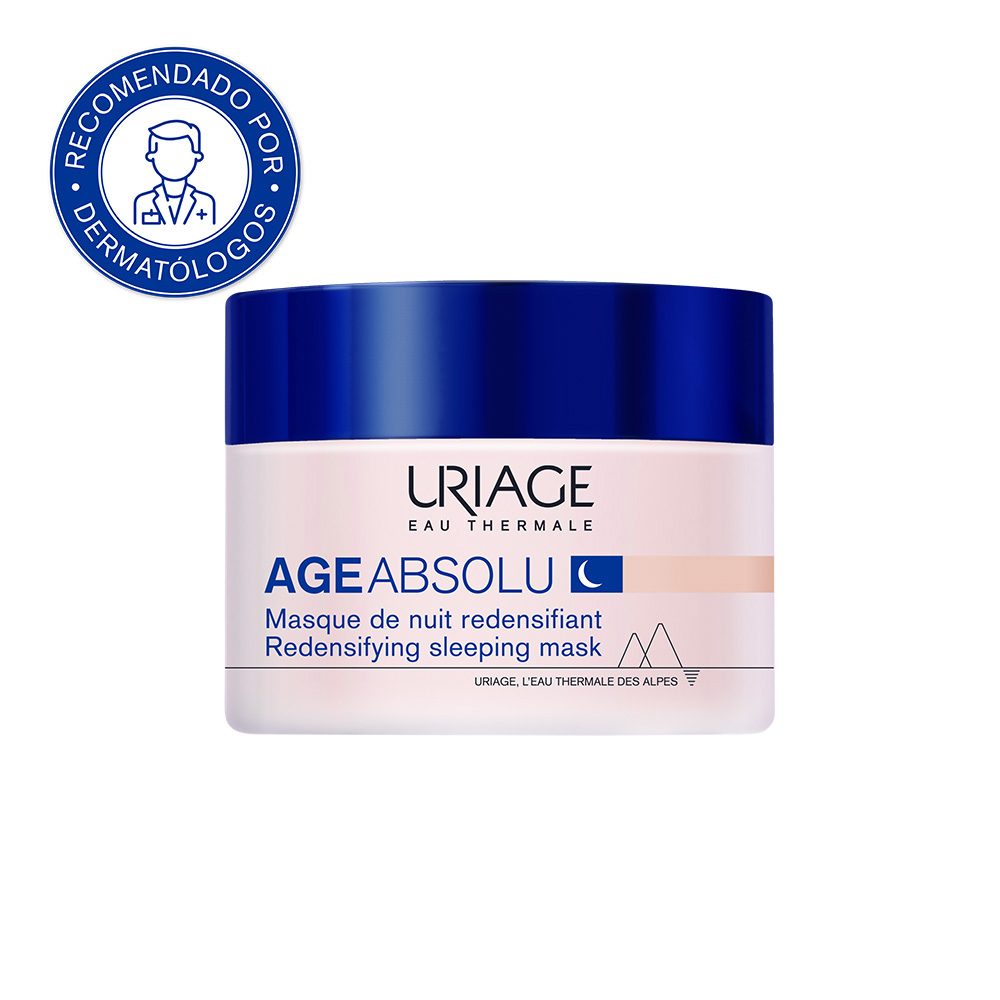 RECOMENDADO POR
DERMATÓLOGOS
URIAGE
EAU THERMALE
AGE ABSOLU
Masque de nuit redensifiant
Redensifying sleeping mask
URIAGE, L'EAU THERMALE DES ALPES